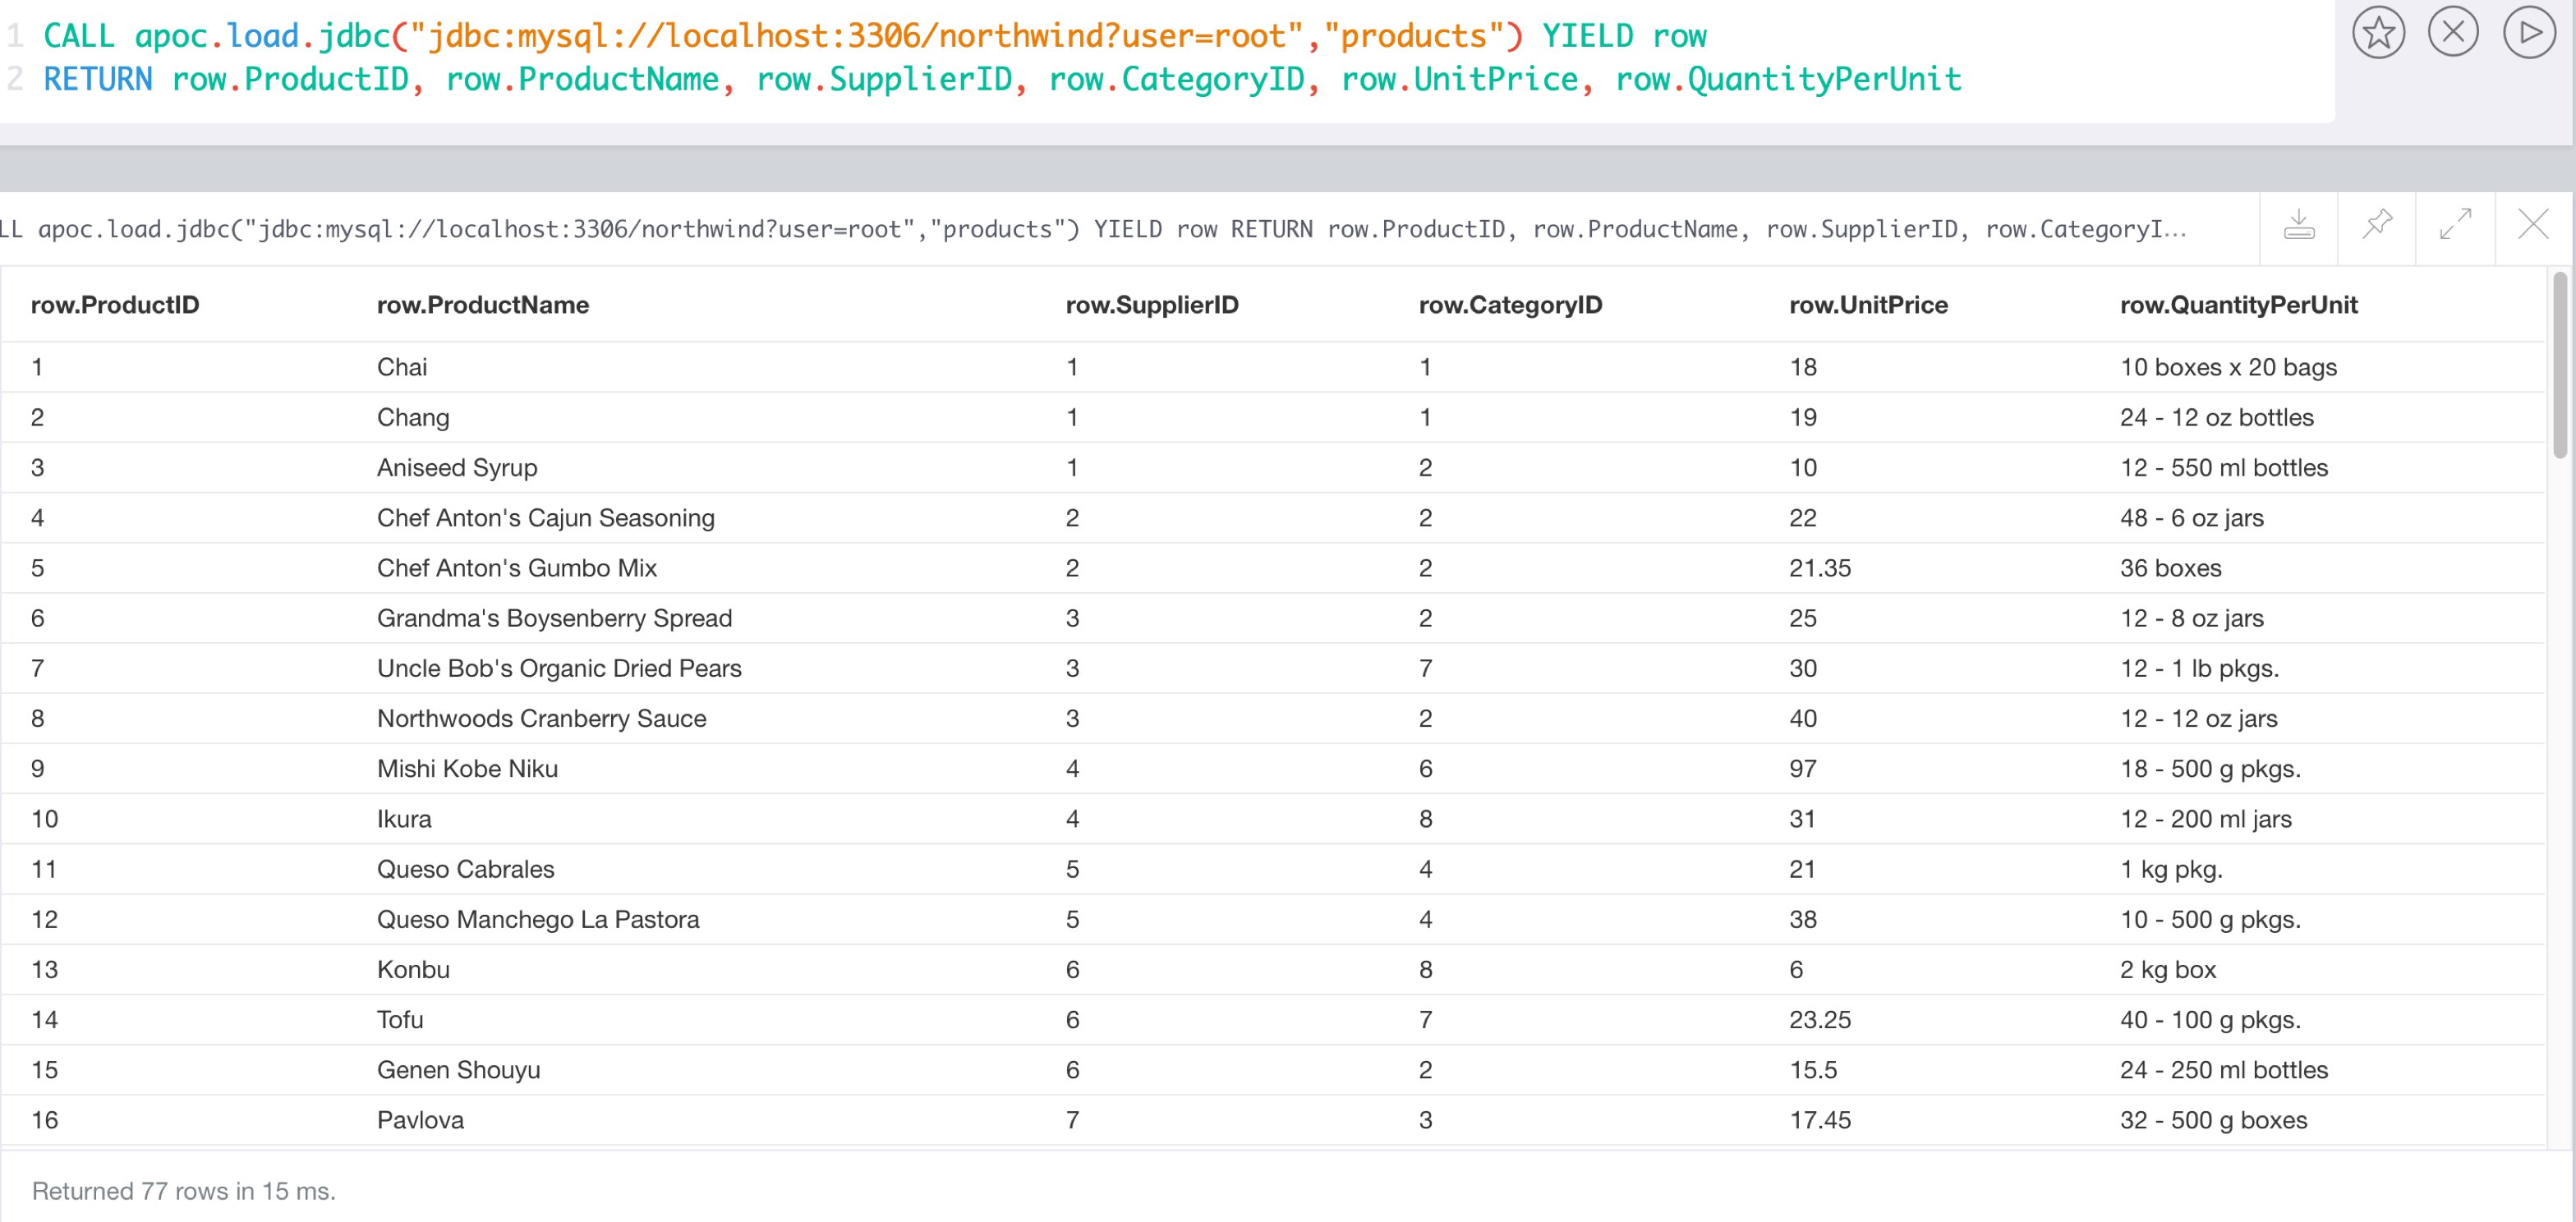 1 CALL apoc.load.jdbc("jdbc:mysql://localhost:3306/northwind?user=root","products") YIELD row
2 RETURN row.ProductID, row.ProductName, row.SupplierID, row.CategoryID, row.UnitPrice, row.QuantityPerUnit
LL apoc.load.jdbc("jdbc:mysql://localhost:3306/northwind?user=root","products") YIELD row RETURN row.ProductID, row.ProductName, row.SupplierID, row.CategoryI...
row.ProductID row.ProductName row.SupplierID row.CategoryID row.UnitPrice row.QuantityPerUnit
1 Chai 1 1 18 10 boxes x 20 bags
2 Chang 1 1 19 24 - 12 oz bottles
3 Aniseed Syrup 1 2 10 12 - 550 ml bottles
4 Chef Anton's Cajun Seasoning 2 2 22 48 - 6 oz jars
5 Chef Anton's Gumbo Mix 2 2 21.35 36 boxes
6 Grandma's Boysenberry Spread 3 2 25 12 - 8 oz jars
7 Uncle Bob's Organic Dried Pears 3 7 30 12 - 1 lb pkgs.
8 Northwoods Cranberry Sauce 3 2 40 12 - 12 oz jars
9 Mishi Kobe Niku 4 6 97 18 - 500 g pkgs.
10 Ikura 4 8 31 12 - 200 ml jars
11 Queso Cabrales 5 4 21 1 kg pkg.
12 Queso Manchego La Pastora 5 4 38 10 - 500 g pkgs.
13 Konbu 6 8 6 2 kg box
14 Tofu 6 7 23.25 40 - 100 g pkgs.
15 Genen Shouyu 6 2 15.5 24 - 250 ml bottles
16 Pavlova 7 3 17.45 32 - 500 g boxes
Returned 77 rows in 15 ms.